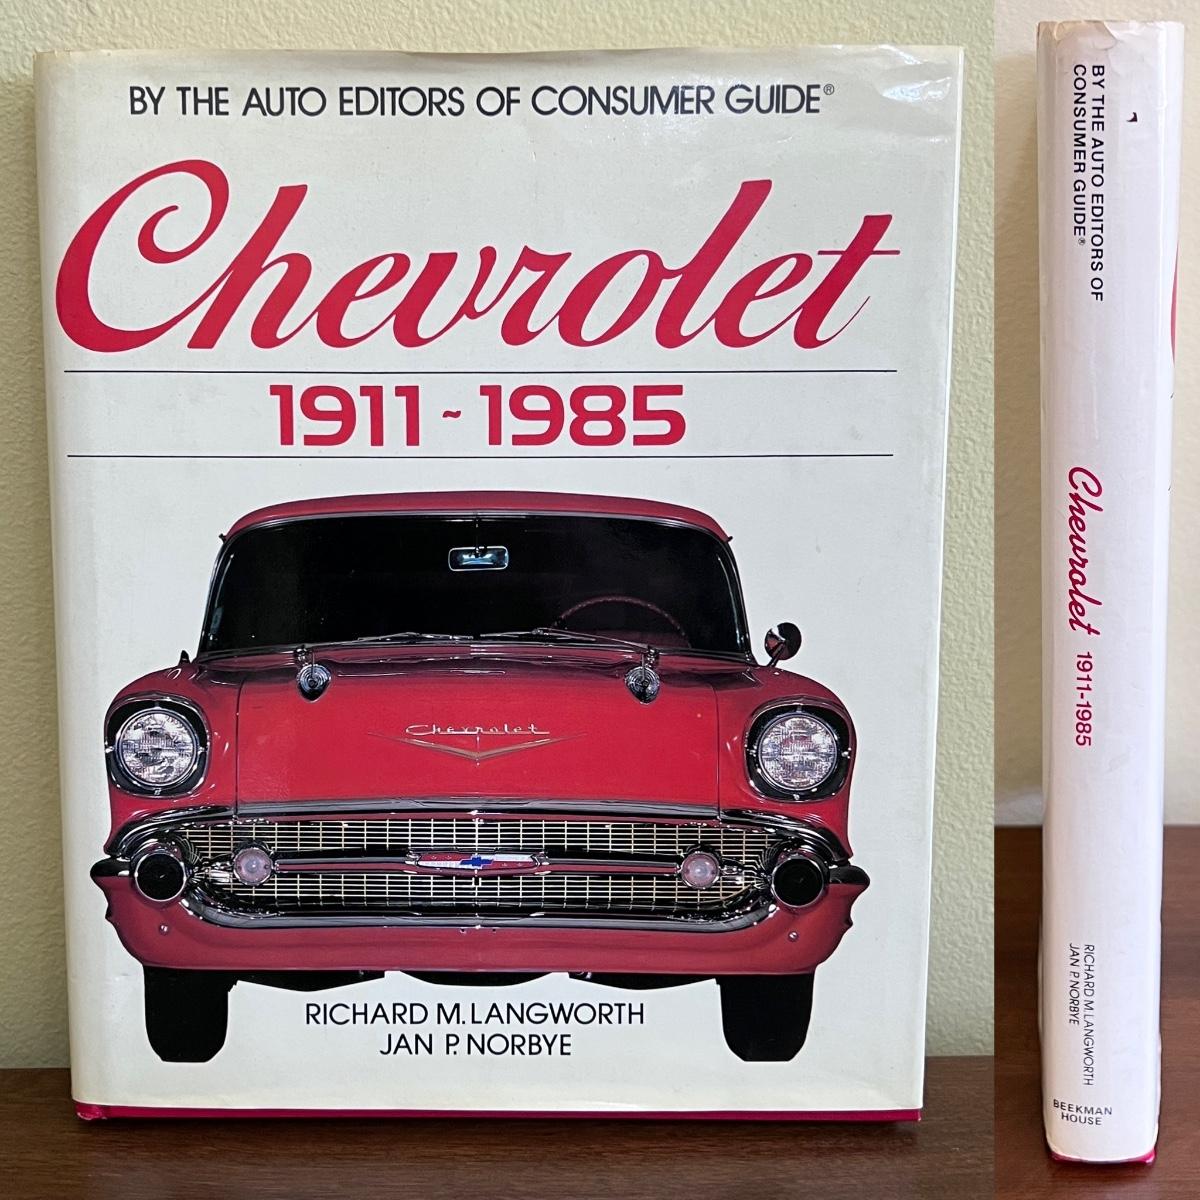 BY THE AUTO EDITORS OF CONSUMER GUIDE®
Chevrolet
1911~1985
Chevrolet
RICHARD M. LANGWORTH
JAN P. NORBYE
BY THE AUTO EDITORS OF
CONSUMER GUIDE®
Chevrolet 1911-1985
RICHARD M. LANGWORTH
JAN P. NORBYE
BEEKMAN
HOUSE